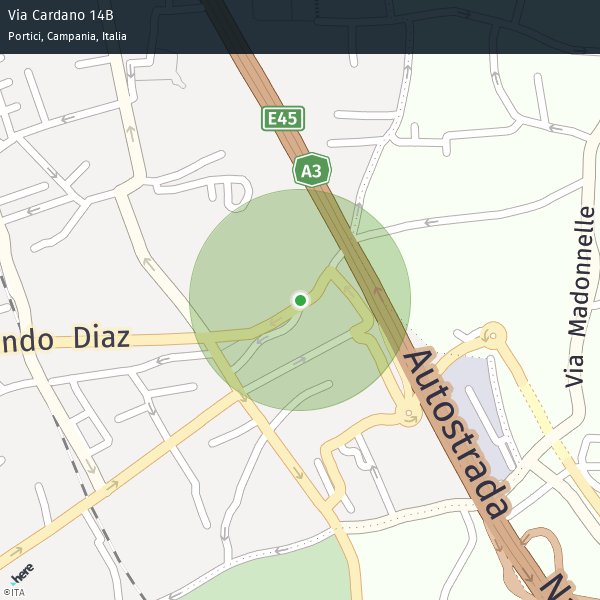 Via Cardano 14B
Portici, Campania, Italia
E45
A3
Via Madonnelle
ndo Diaz
Autostrada
N
here
©ITA